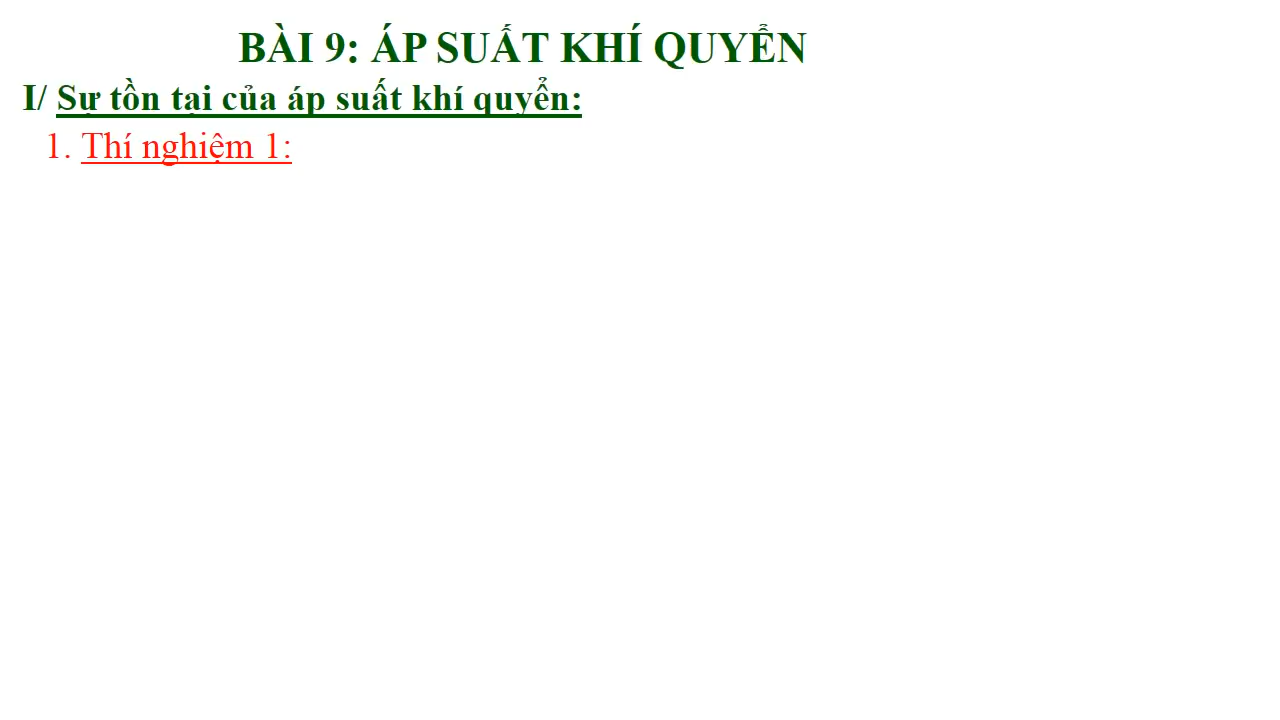 BÀI 9: ÁP SUẤT KHÍ QUYỂN
I/ Sự tồn tại của áp suất khí quyển:
1. Thí nghiệm 1: